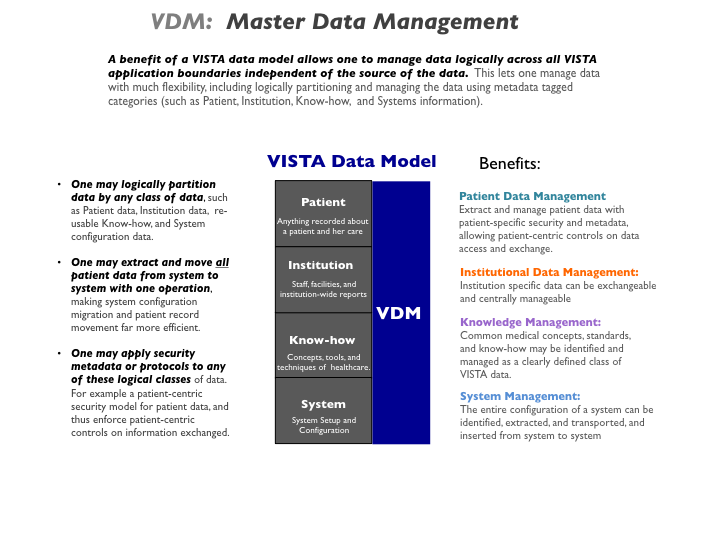 VDM: Master Data Management
A benefit of a VISTA data model allows one to manage data logically across all VISTA
application boundaries independent of the source of the data. This lets one manage data
with much flexibility, including logically partitioning and managing the data using metadata tagged
categories (such as Patient, Institution, Know-how, and Systems information).
• One may logically partition
data by any class of data, such
as Patient data, Institution data, re-
usable Know-how, and System
configuration data.
• One may extract and move all
patient data from system to
system with one operation,
making system configuration
migration and patient record
movement far more efficient.
• One may apply security
metadata or protocols to any
of these logical classes of data.
For example a patient-centric
security model for patient data, and
thus enforce patient-centric
controls on information exchanged.
VISTA Data Model
Patient
Anything recorded about
a patient and her care
Institution
Staff, facilities, and
institution-wide reports
Know-how
Concepts, tools, and
techniques of healthcare.
System
System Setup and
Configuration
VDM
Benefits:
Patient Data Management
Extract and manage patient data with
patient-specific security and metadata,
allowing patient-centric controls on data
access and exchange.
Institutional Data Management:
Institution specific data can be exchangeable
and centrally manageable
Knowledge Management:
Common medical concepts, standards,
and know-how may be identified and
managed as a clearly defined class of
VISTA data.
System Management:
The entire configuration of a system can be
identified, extracted, and transported, and
inserted from system to system